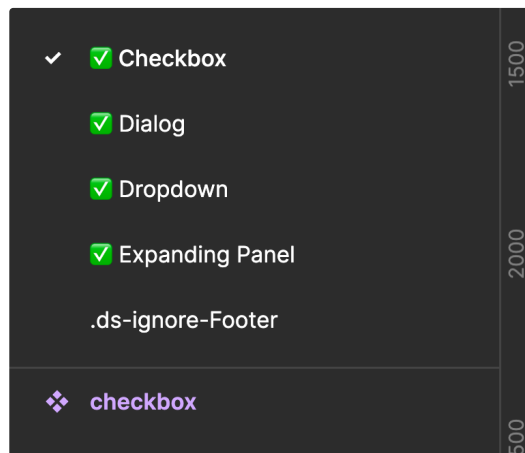 ✅ Checkbox
✅ Dialog
✅ Dropdown
✅ Expanding Panel
.ds-ignore-Footer
checkbox
1500
2000
500